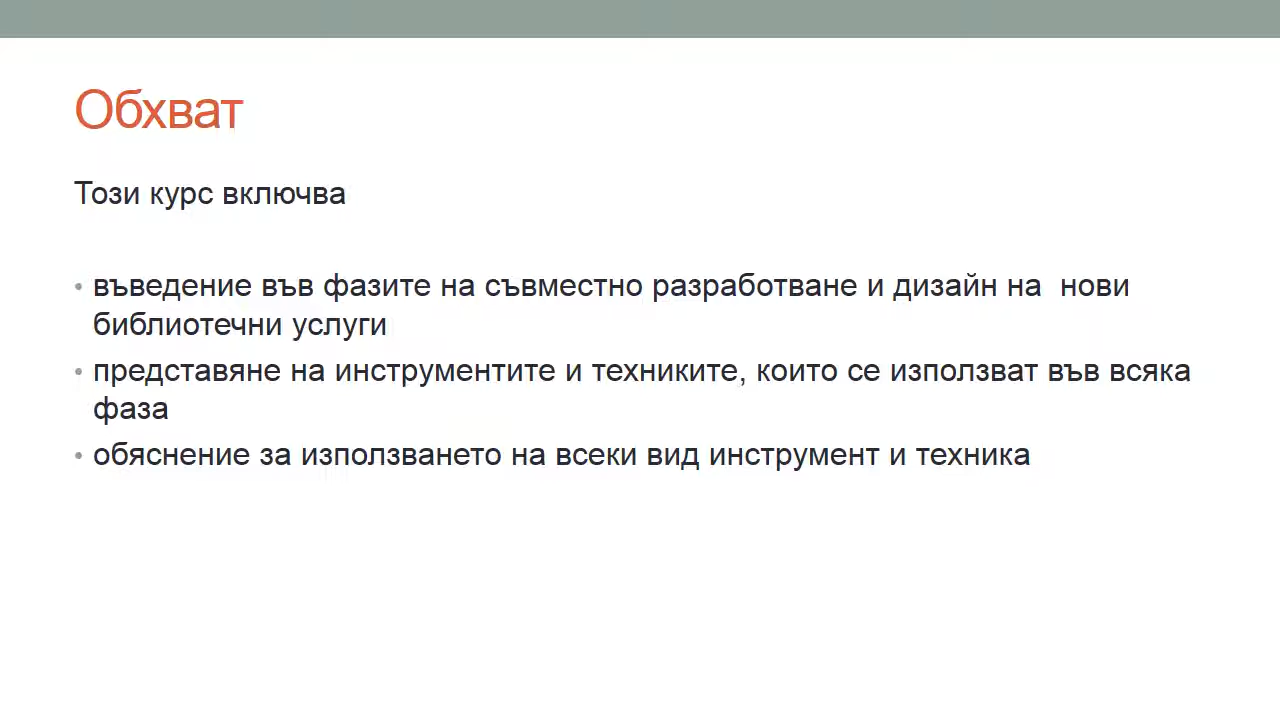 Обхват
Този курс включва
• въведение във фазите на съвместно разработване и дизайн на  нови
библиотечни услуги
• представяне на инструментите и техниките, които се използват във всяка
фаза
• обяснение за използването на всеки вид инструмент и техника